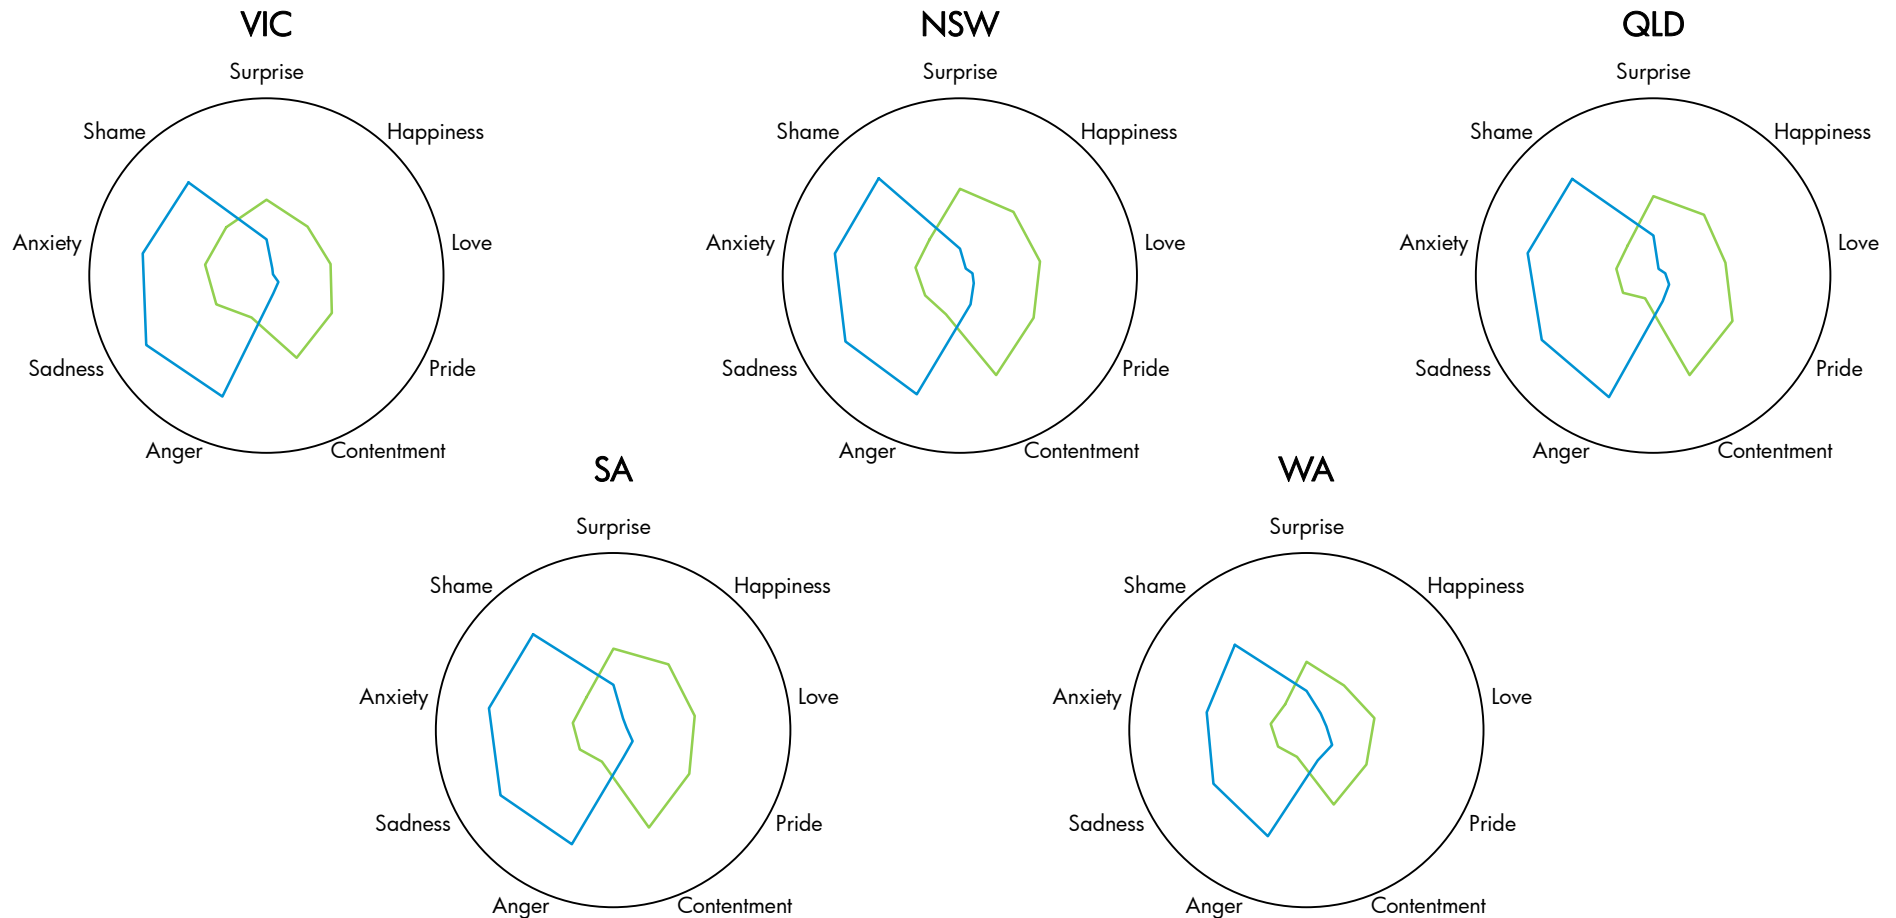 VIC
Surprise
Happiness
Love
Pride
Contentment
Anger
Sadness
Anxiety
Shame
NSW
Surprise
Happiness
Love
Pride
Contentment
Anger
Sadness
Anxiety
Shame
QLD
Surprise
Happiness
Love
Pride
Contentment
Anger
Sadness
Anxiety
Shame
SA
Surprise
Happiness
Love
Pride
Contentment
Anger
Sadness
Anxiety
Shame
WA
Surprise
Happiness
Love
Pride
Contentment
Anger
Sadness
Anxiety
Shame